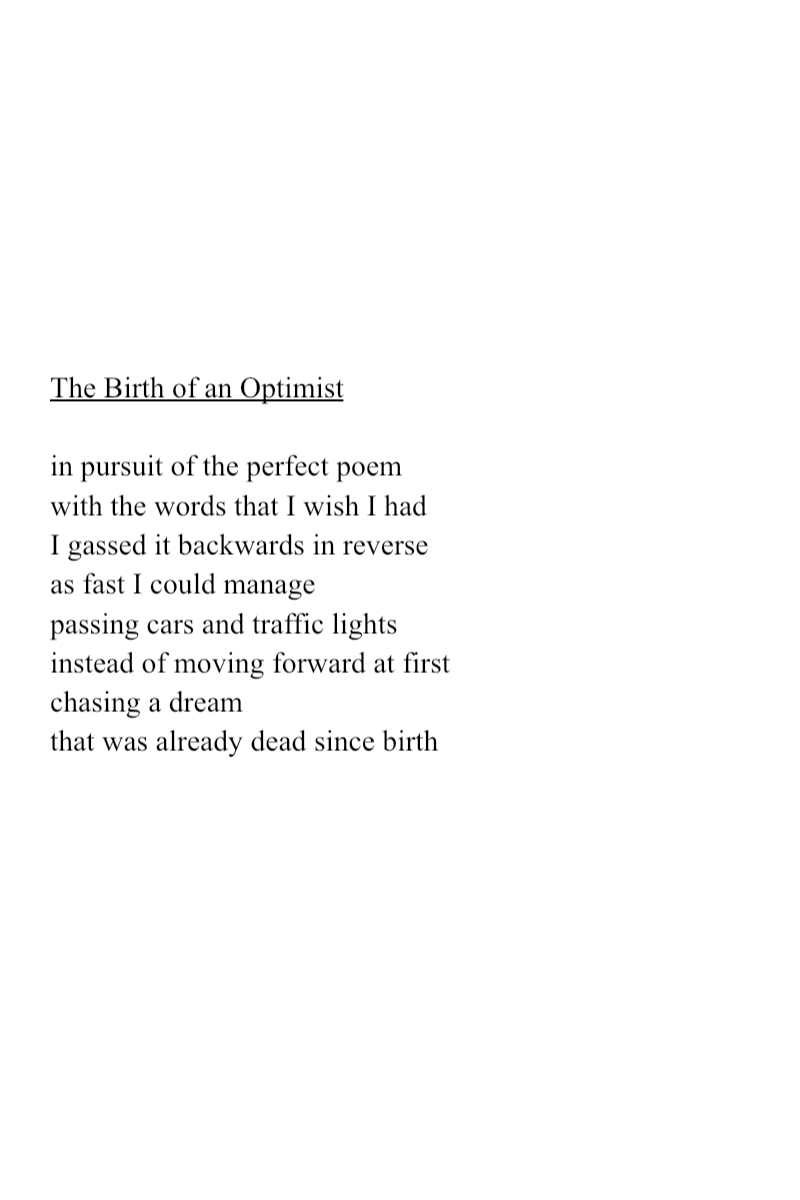 The Birth of an Optimist
in pursuit of the perfect poem
with the words that I wish I had
I gassed it backwards in reverse
as fast I could manage
passing cars and traffic lights
instead of moving forward at first
chasing a dream
that was already dead since birth